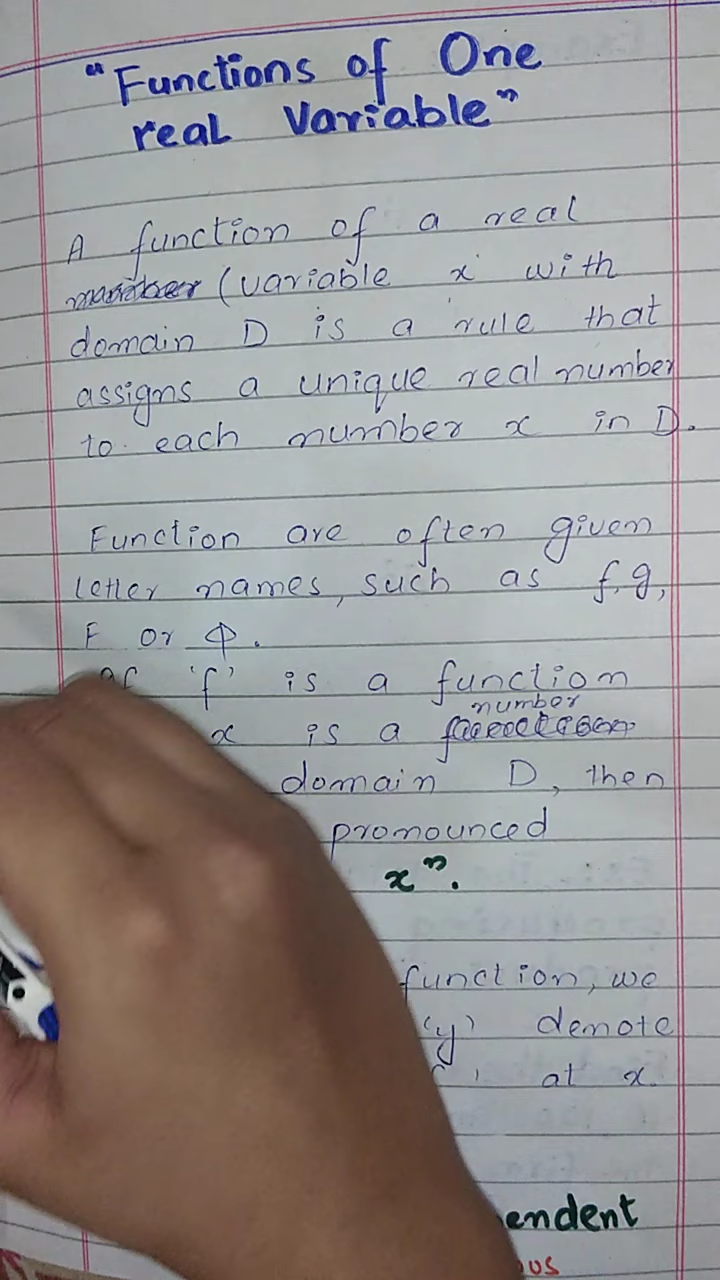 "Functions of One
real Variable"
A function of a real
(variable x with
domain D is a rule that
assigns a unique real number
to each number x in D.
Function are often given
letter names, such as f, g,
F or Φ.
'f' is a function
number
x is a
domain D, then
pronounced
x".
function, we
'y' denote
at x.
endent
ous